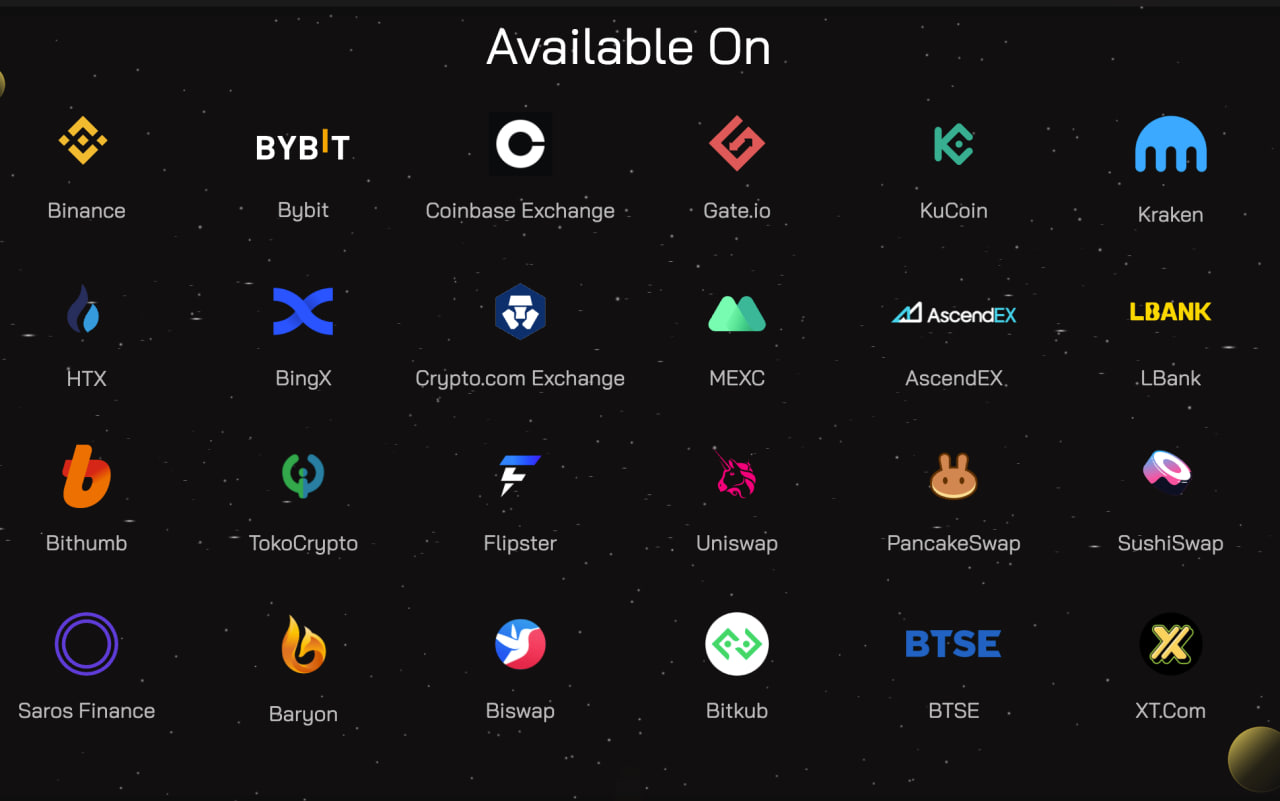 Available On
BYBIT
Binance
Bybit
Coinbase Exchange
Gate.io
KuCoin
Kraken
AscendEX
LBANK
HTX
BingX
Crypto.com Exchange
MEXC
AscendEX
LBank
Bithumb
TokoCrypto
Flipster
Uniswap
PancakeSwap
SushiSwap
BTSE
Saros Finance
Baryon
Biswap
Bitkub
BTSE
XT.Com